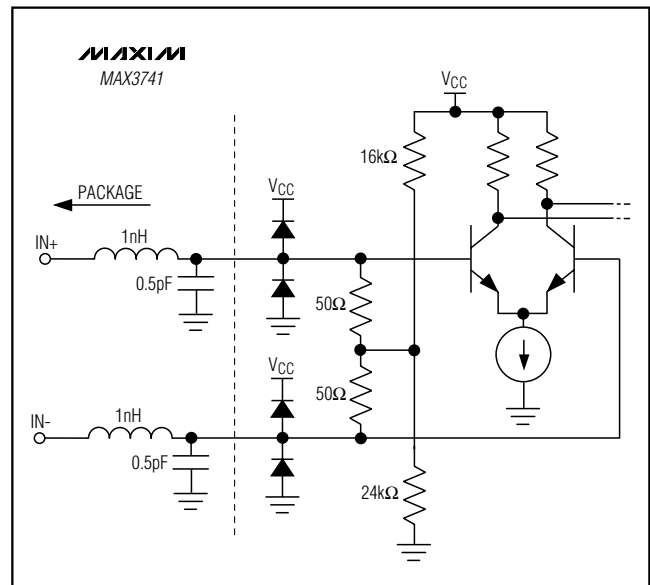 MAXIM
MAX3741
VCC
16kΩ
PACKAGE
VCC
IN+
1nH
0.5pF
50Ω
VCC
50Ω
IN-
1nH
0.5pF
24kΩ